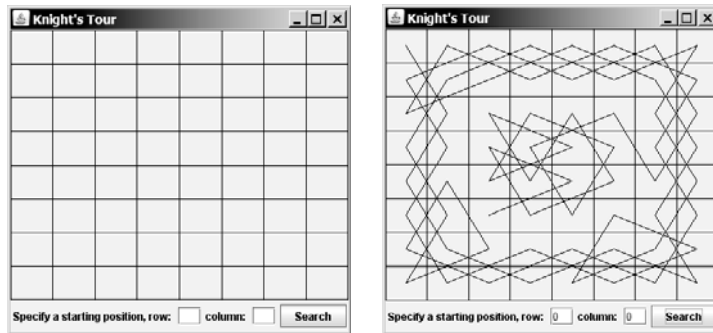 Knight's Tour
Specify a starting position, row: column: Search
Knight's Tour
Specify a starting position, row: 0 column: 0 Search